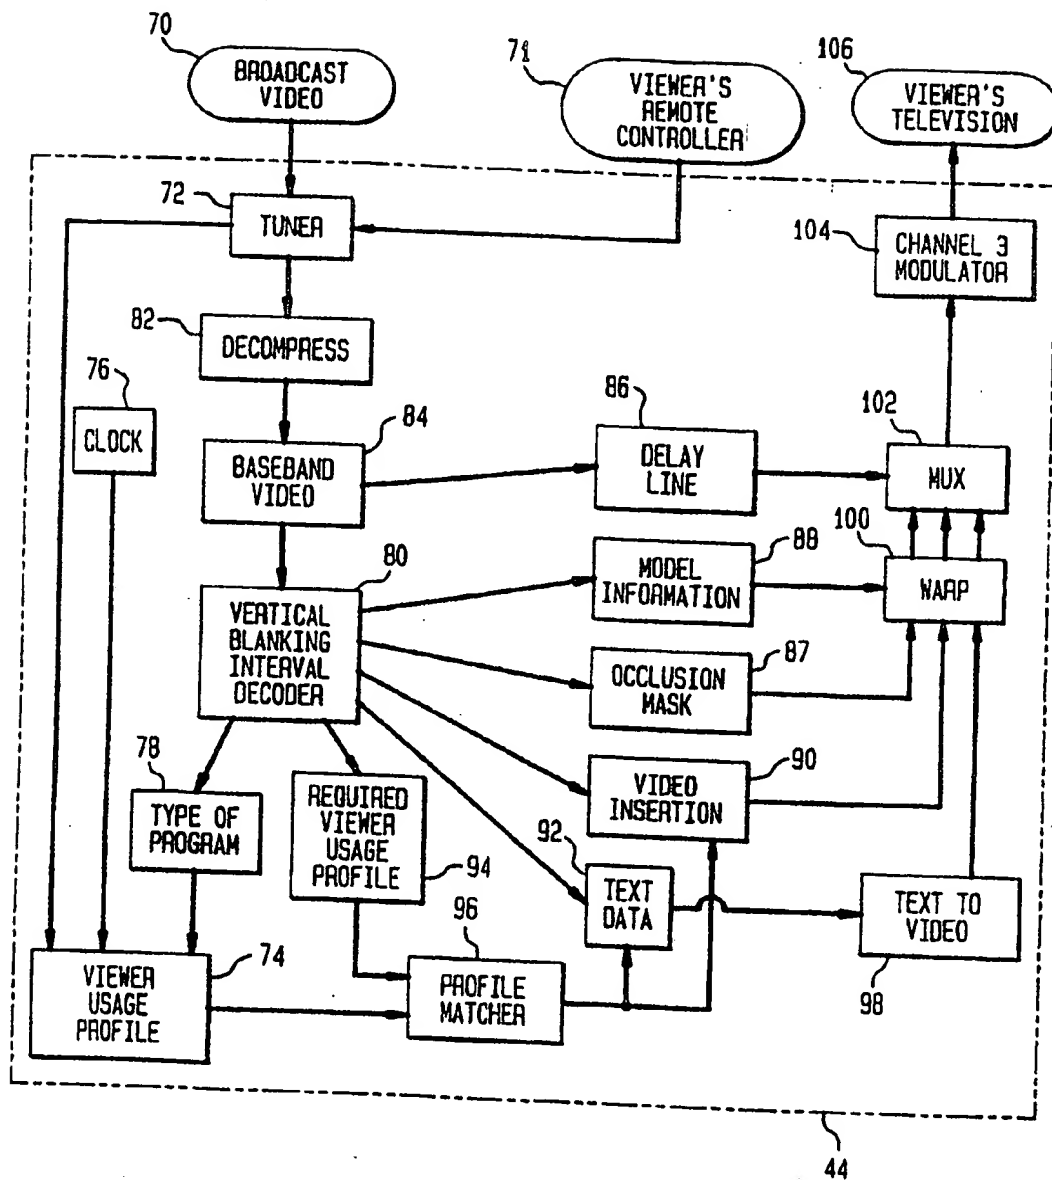 70
BROADCAST
VIDEO
71
VIEWER'S
REMOTE
CONTROLLER
106
VIEWER'S
TELEVISION
72
TUNER
104
CHANNEL 3
MODULATOR
82
DECOMPRESS
76
CLOCK
84
BASEBAND
VIDEO
86
DELAY
LINE
102
MUX
80
VERTICAL
BLANKING
INTERVAL
DECODER
88
MODEL
INFORMATION
100
WARP
87
OCCLUSION
MASK
78
TYPE OF
PROGRAM
REQUIRED
VIEWER
USAGE
PROFILE
94
90
VIDEO
INSERTION
92
TEXT
DATA
TEXT TO
VIDEO
98
74
VIEWER
USAGE
PROFILE
96
PROFILE
MATCHER
44